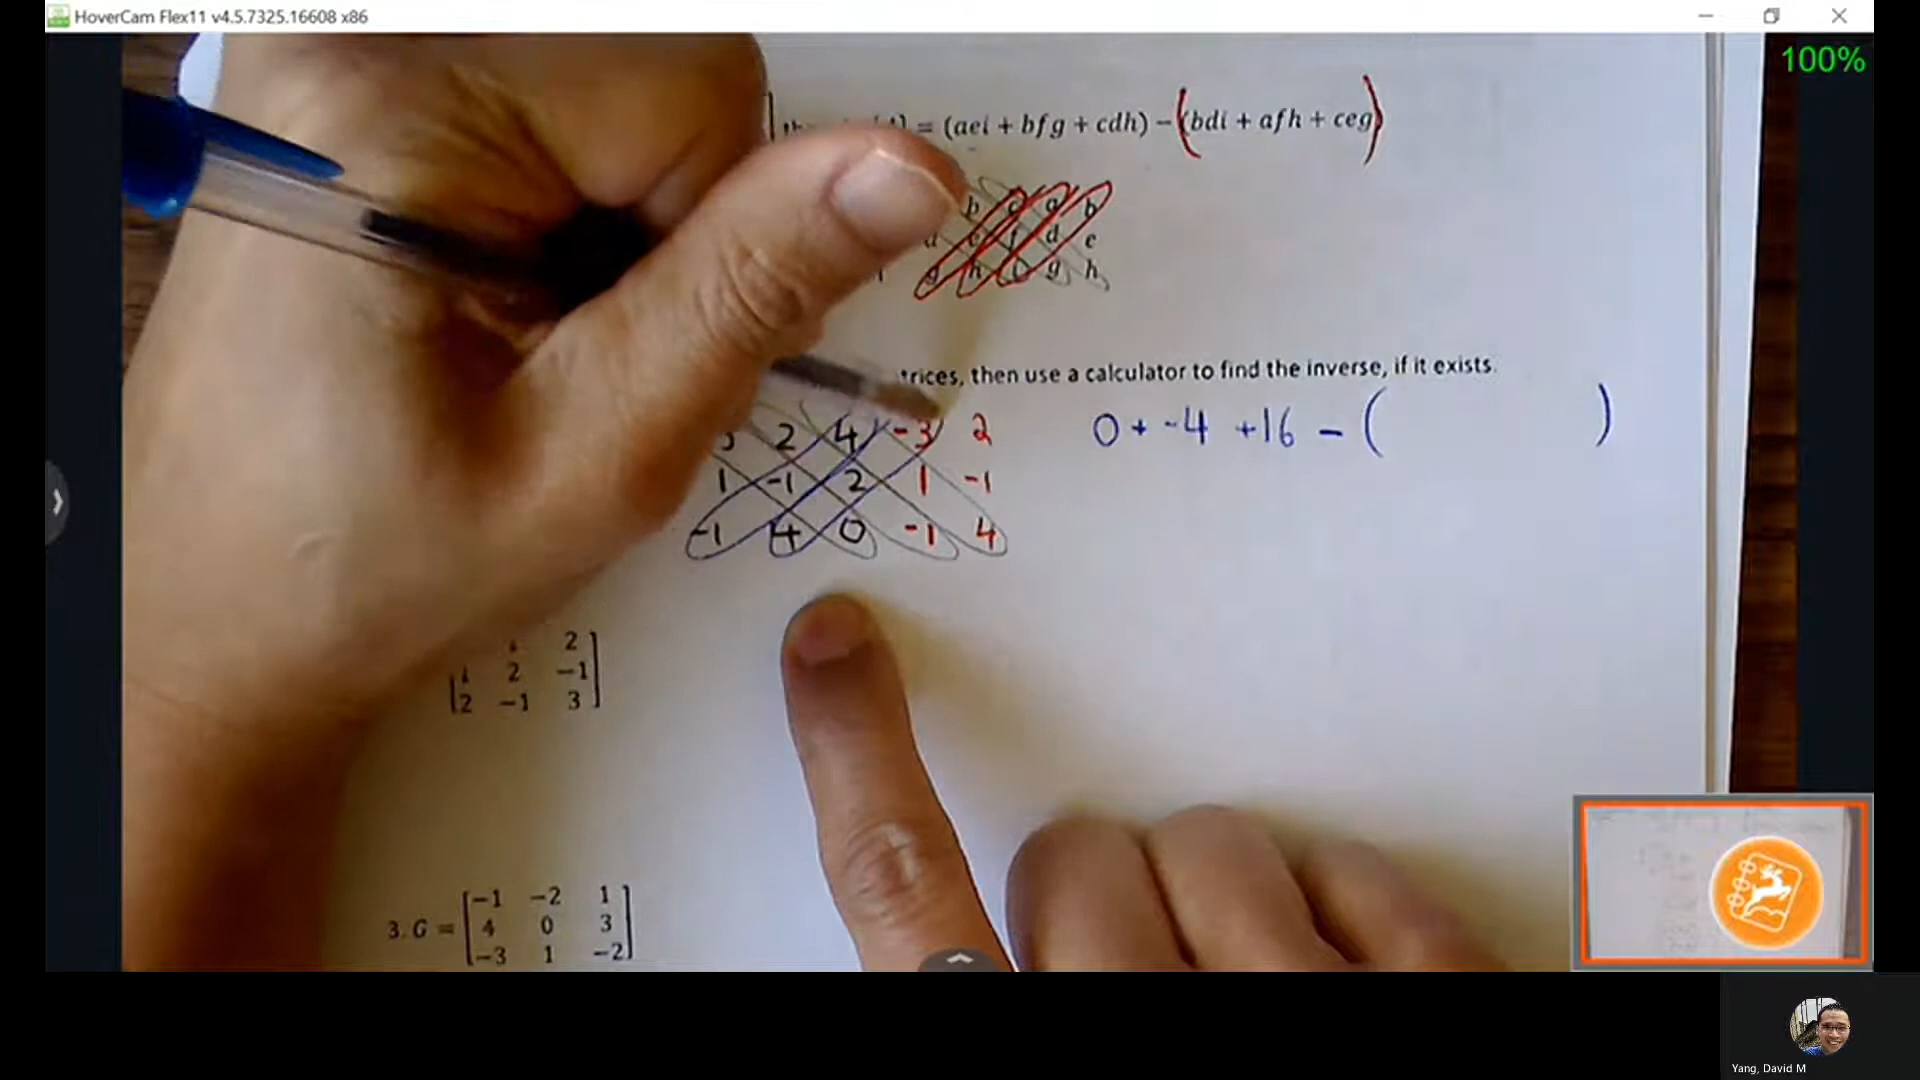 HoverCam Flex11 v4.5.7325.16608 x86
100%
= (aei + bfg + cdh) − (bdi + afh + ceg)
b c a b
d e f d e
g h i g h
trices, then use a calculator to find the inverse, if it exists.
2 4 -3 2 0 + -4 +16 - ( )
1 -1 2 1 -1
-1 4 0 -1 4
2
2 −1
2 −1 3
−1 −2 1
3. G = 4 0 3
−3 1 −2
Yang, David M